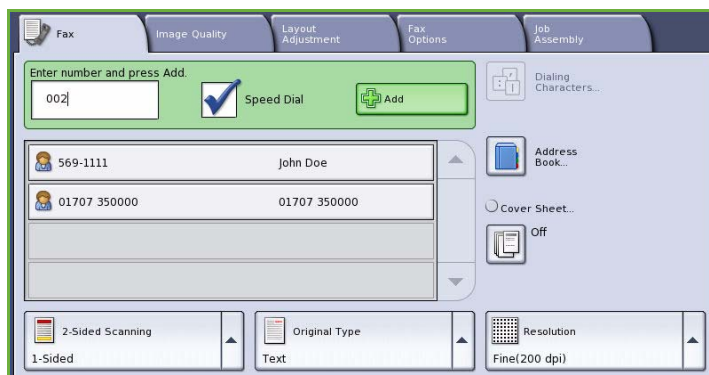 Fax
Image Quality
Layout
Adjustment
Fax
Options
Job
Assembly
Enter number and press Add.
002
Speed Dial
Add
Dialing
Characters...
569-1111 John Doe
01707 350000 01707 350000
Address
Book...
Cover Sheet...
Off
2-Sided Scanning
1-Sided
Original Type
Text
Resolution
Fine(200 dpi)